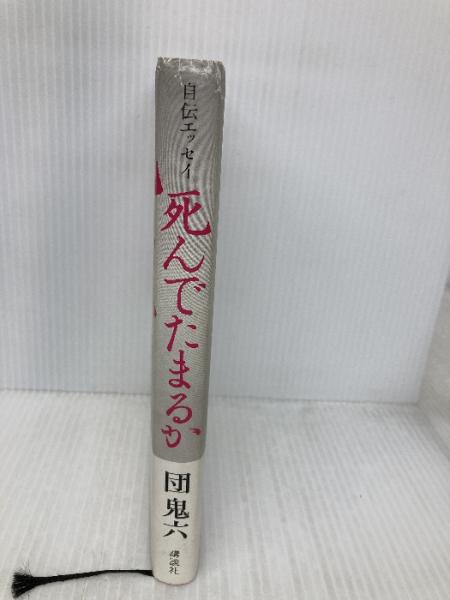 自伝エッセイ
死んでたまるか
団鬼六
講談社